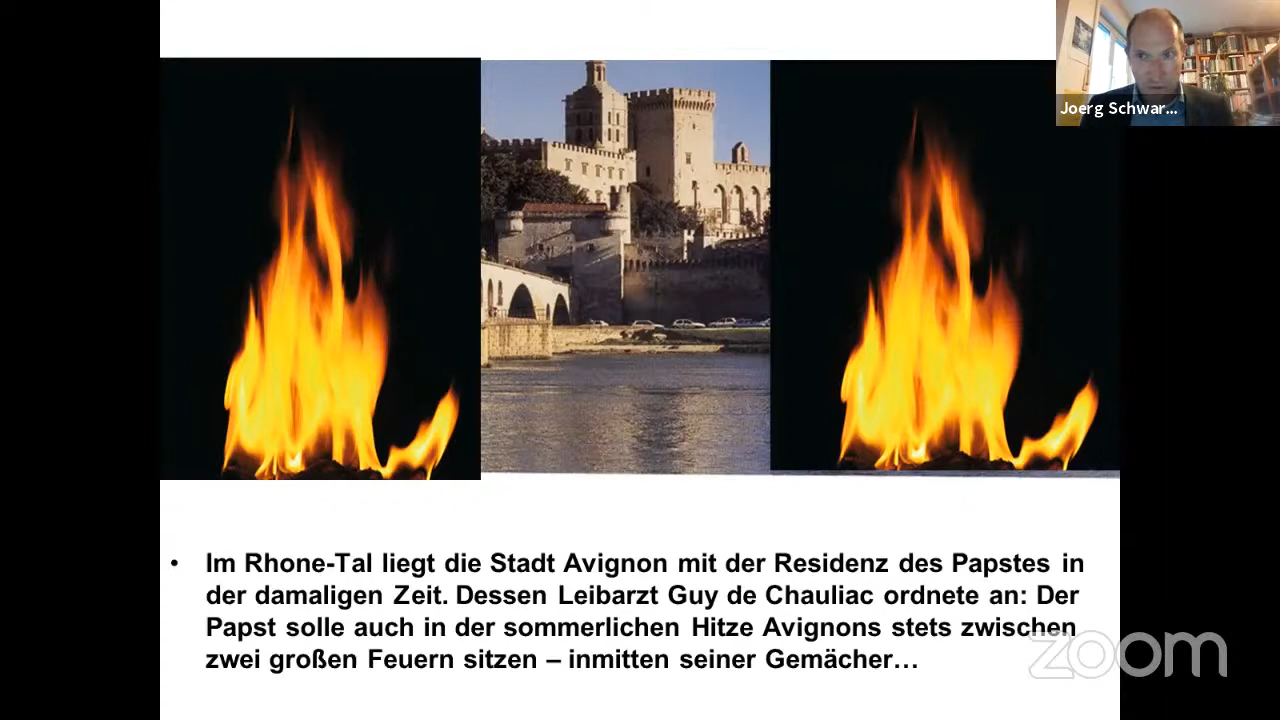 Joerg Schwar...
• Im Rhone-Tal liegt die Stadt Avignon mit der Residenz des Papstes in
der damaligen Zeit. Dessen Leibarzt Guy de Chauliac ordnete an: Der
Papst solle auch in der sommerlichen Hitze Avignons stets zwischen
zwei großen Feuern sitzen – inmitten seiner Gemächer…
zoom